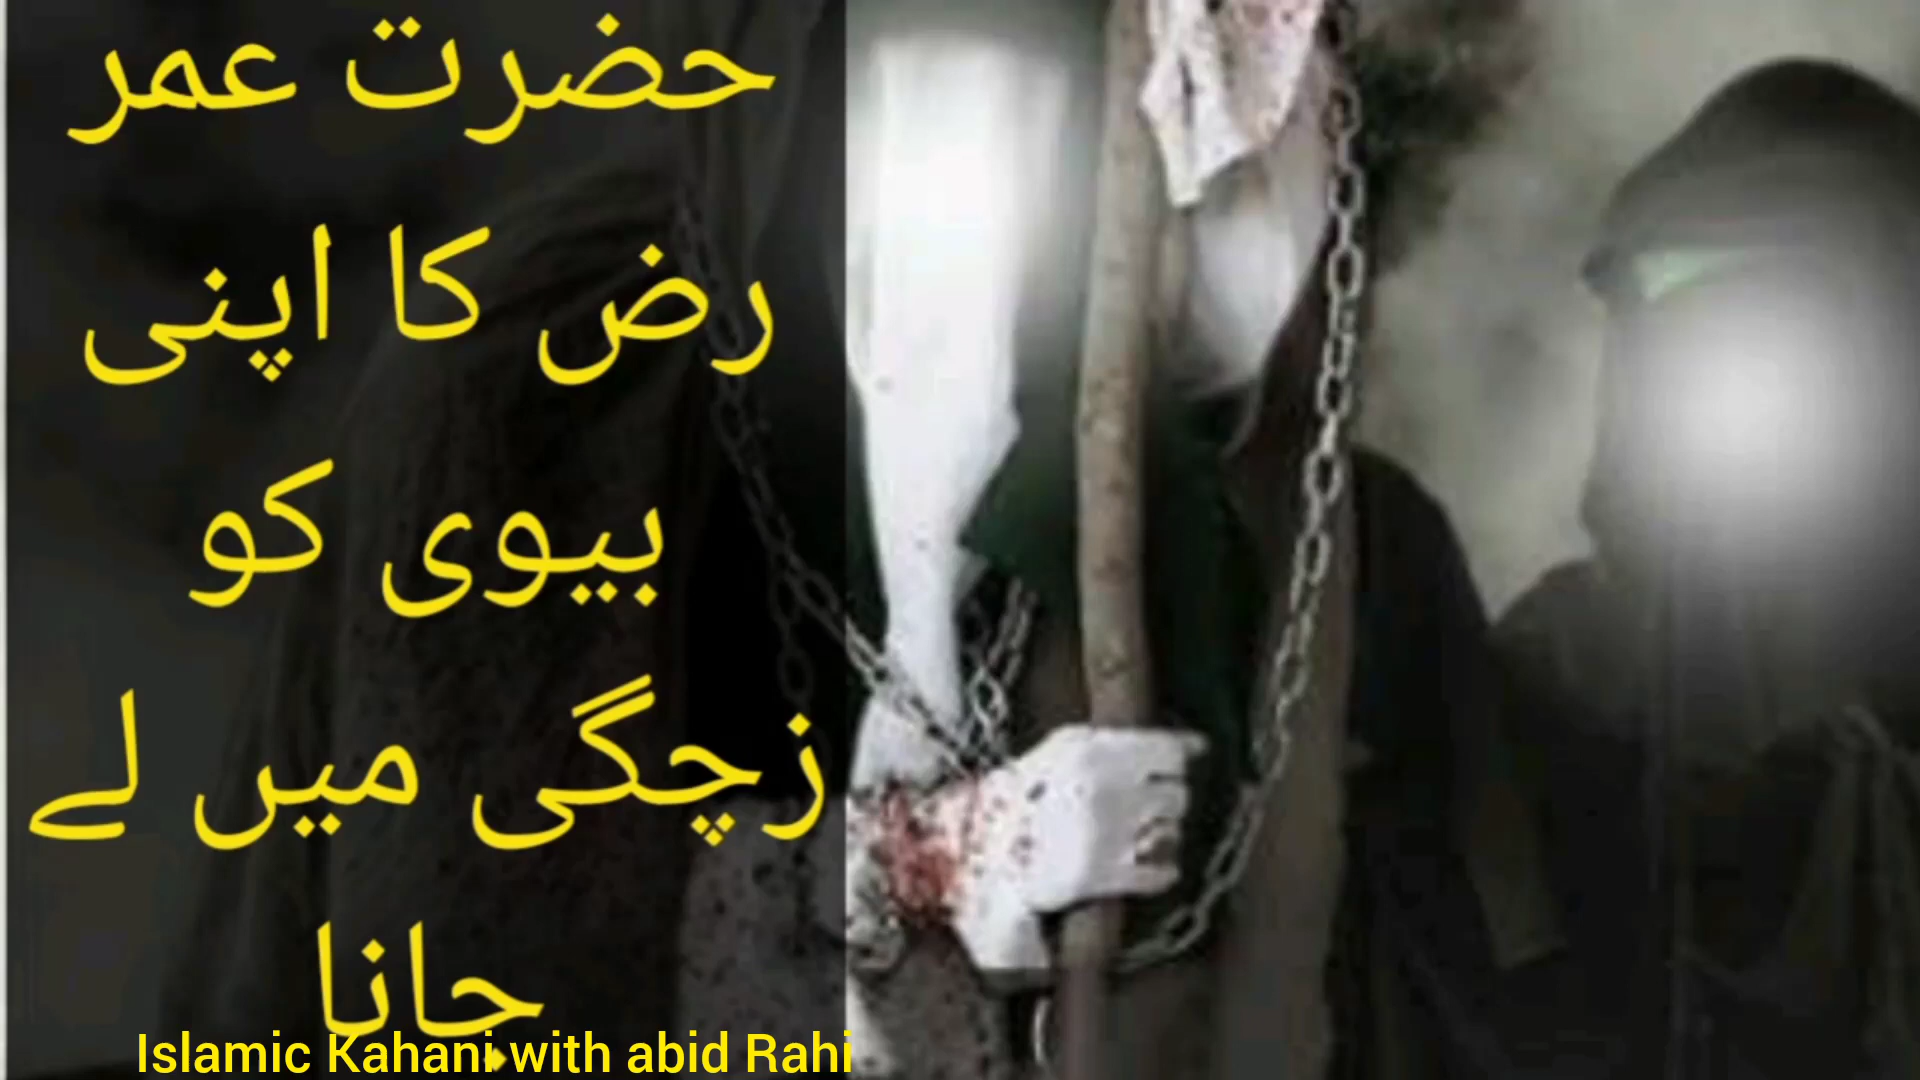 حضرت عمر
رض کا اپنی
بیوی کو
زچگی میں لے
جانا
Islamic Kahani with abid Rahi